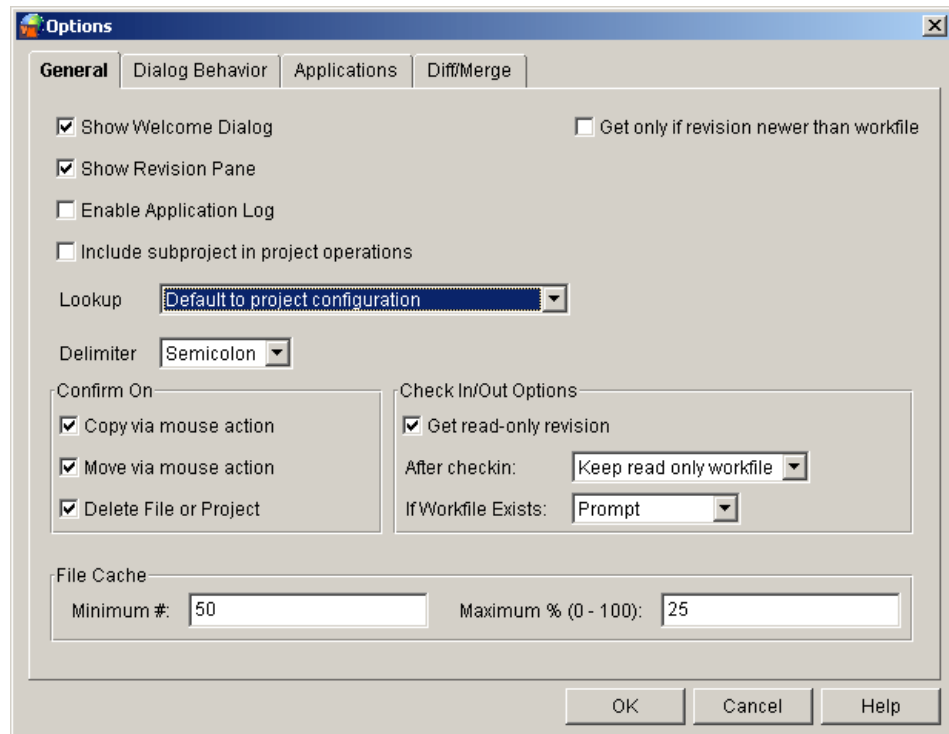 Options
General Dialog Behavior Applications Diff/Merge
Show Welcome Dialog Get only if revision newer than workfile
Show Revision Pane
Enable Application Log
Include subproject in project operations
Lookup Default to project configuration
Delimiter Semicolon
Confirm On
Copy via mouse action
Move via mouse action
Delete File or Project
Check In/Out Options
Get read-only revision
After checkin: Keep read only workfile
If Workfile Exists: Prompt
File Cache
Minimum #: 50 Maximum % (0 - 100): 25
OK Cancel Help